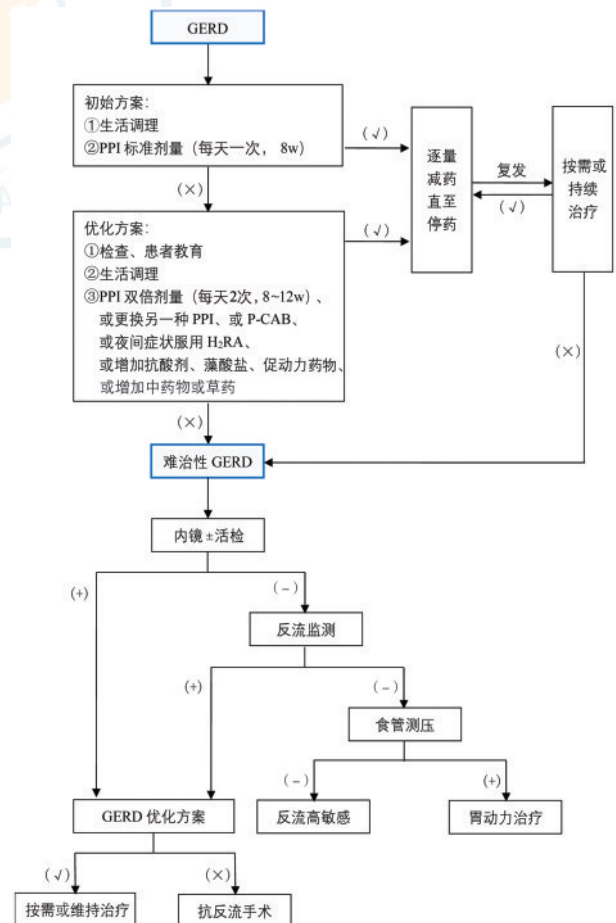 GERD
初始方案：
①生活调理
②PPI 标准剂量（每天一次， 8w）
(√)
逐量
减药
直至
停药
复发
(√)
按需或
持续
治疗
(×)
优化方案：
①检查、患者教育
②生活调理
③PPI 双倍剂量（每天2次，8~12w）、
或更换另一种 PPI、或 P-CAB、
或夜间症状服用 H₂RA、
或增加抗酸剂、藻酸盐、促动力药物、
或增加中药物或草药
(√)
(×)
(×)
难治性 GERD
内镜±活检
(+)
(−)
反流监测
(+)
(−)
食管测压
(−)
(+)
GERD 优化方案
反流高敏感
胃动力治疗
(√)
(×)
按需或维持治疗
抗反流手术